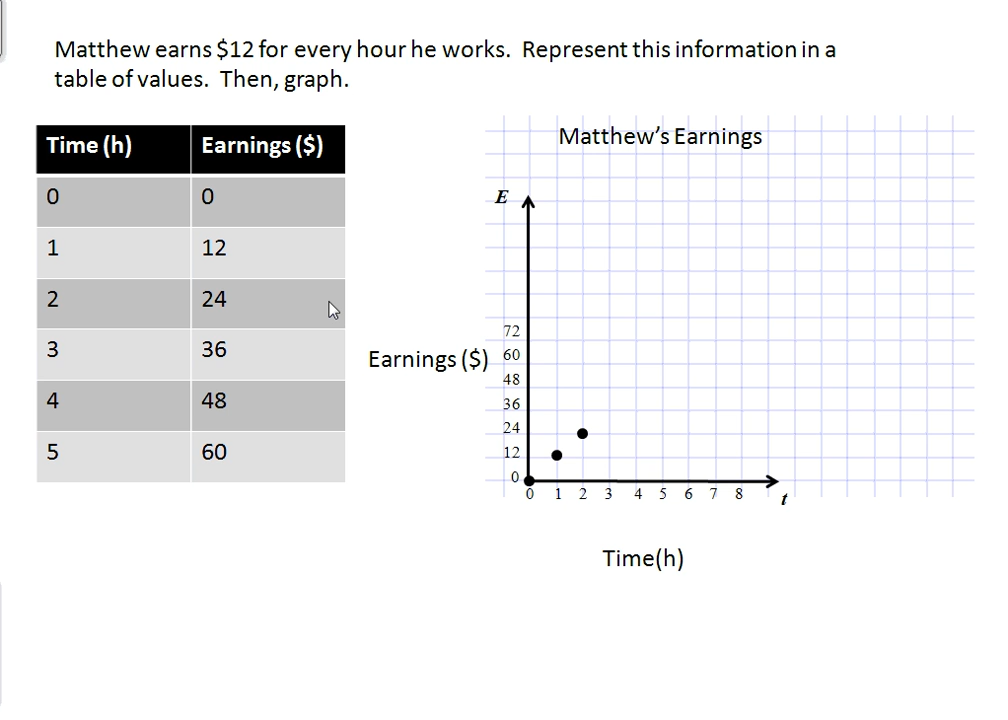 Matthew earns $12 for every hour he works. Represent this information in a
table of values. Then, graph.
Time (h) Earnings ($)
0 0
1 12
2 24
3 36
4 48
5 60
Matthew's Earnings
E
72
60
48
36
24
12
0
Earnings ($)
0 1 2 3 4 5 6 7 8
t
Time(h)